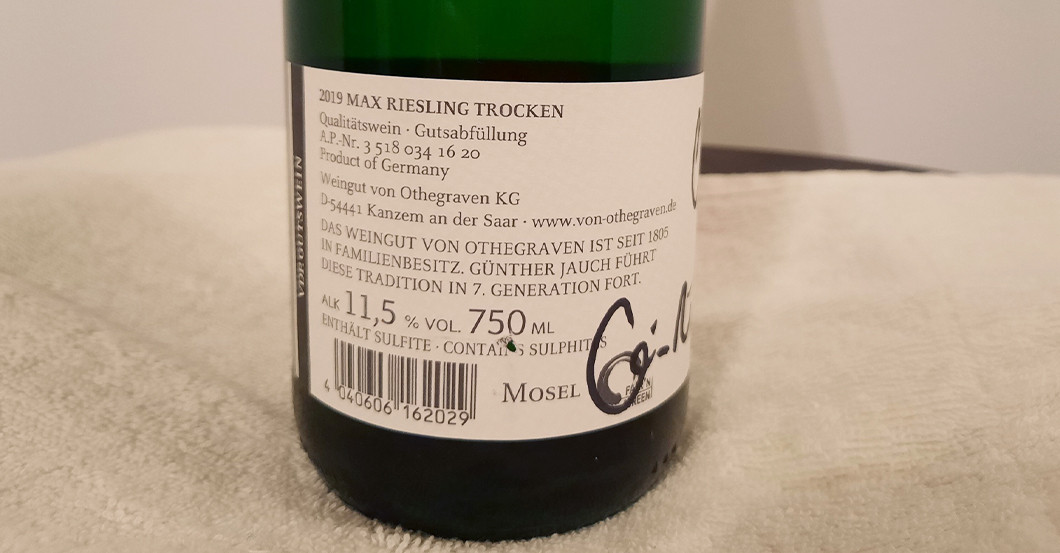 2019 MAX RIESLING TROCKEN
Qualitätswein · Gutsabfüllung
A.P.-Nr. 3 518 034 16 20
Product of Germany
Weingut von Othegraven KG
D-54441 Kanzem an der Saar · www.von-othegraven.de
DAS WEINGUT VON OTHEGRAVEN IST SEIT 1805
IN FAMILIENBESITZ. GÜNTHER JAUCH FÜHRT
DIESE TRADITION IN 7. GENERATION FORT.
ALK 11,5 % VOL. 750 ML
ENTHÄLT SULFITE · CONTAINS SULPHITES
MOSEL
4 040606 162029
VDP.GUTSWEIN